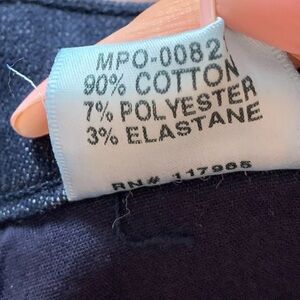 MPO-0082
90% COTTON
7% POLYESTER
3% ELASTANE
RN# 117985